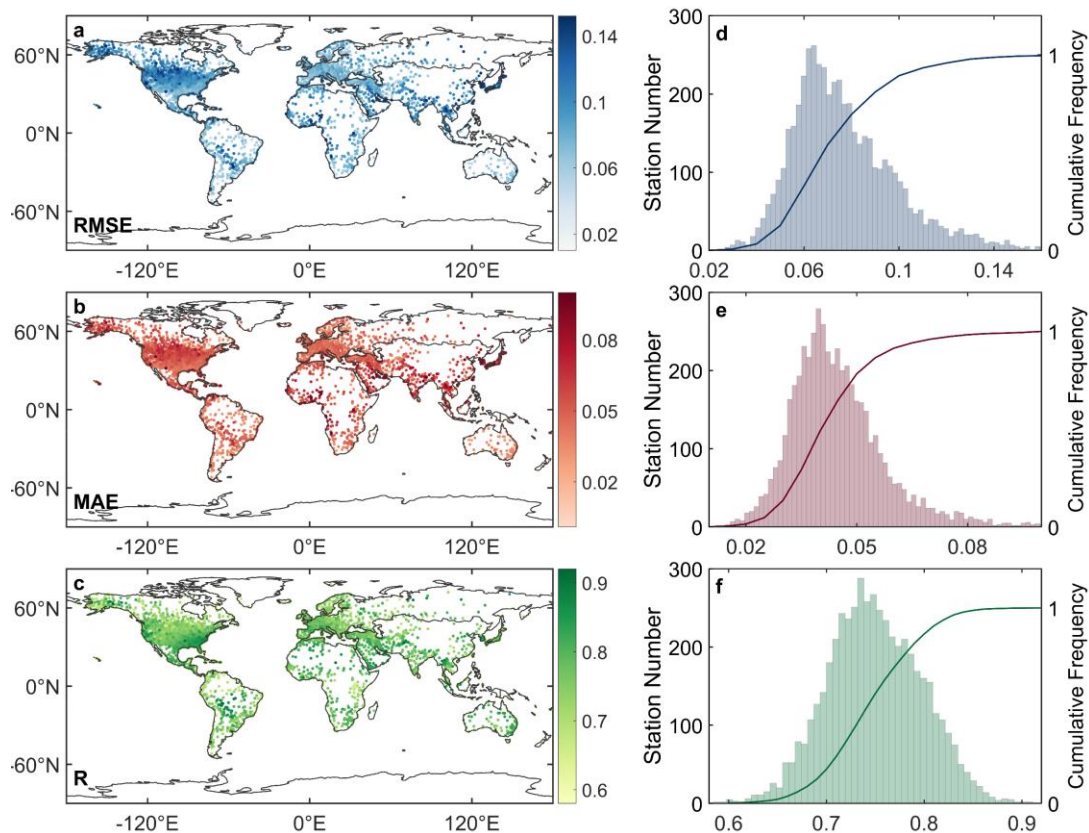 a
60°N
0°N
-60°N
RMSE
-120°E
0°E
120°E
0.14
0.1
0.06
0.02
d
300
200
100
0
Station Number
0.02
0.06
0.1
0.14
1
0
Cumulative Frequency
b
60°N
0°N
-60°N
MAE
-120°E
0°E
120°E
0.08
0.05
0.02
e
300
200
100
0
Station Number
0.02
0.05
0.08
1
0
Cumulative Frequency
c
60°N
0°N
-60°N
R
-120°E
0°E
120°E
0.9
0.8
0.7
0.6
f
300
200
100
0
Station Number
0.6
0.7
0.8
0.9
1
0
Cumulative Frequency